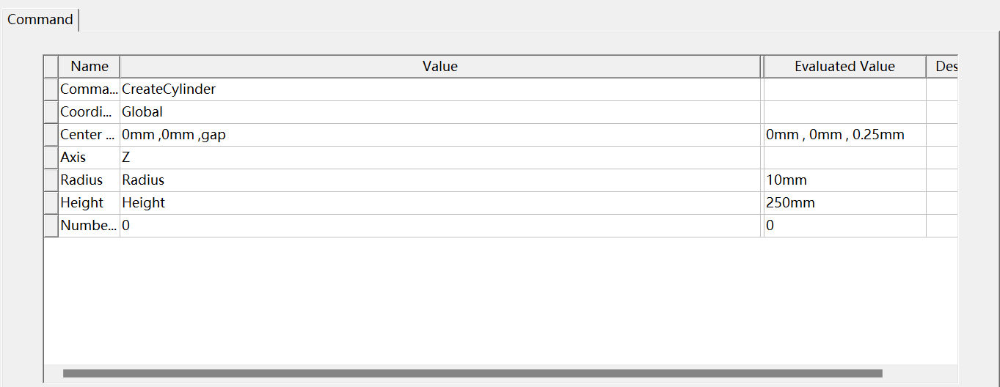 Command
Name Value Evaluated Value Des
Comma... CreateCylinder
Coordi... Global
Center ... 0mm ,0mm ,gap 0mm , 0mm , 0.25mm
Axis Z
Radius Radius 10mm
Height Height 250mm
Numbe... 0 0